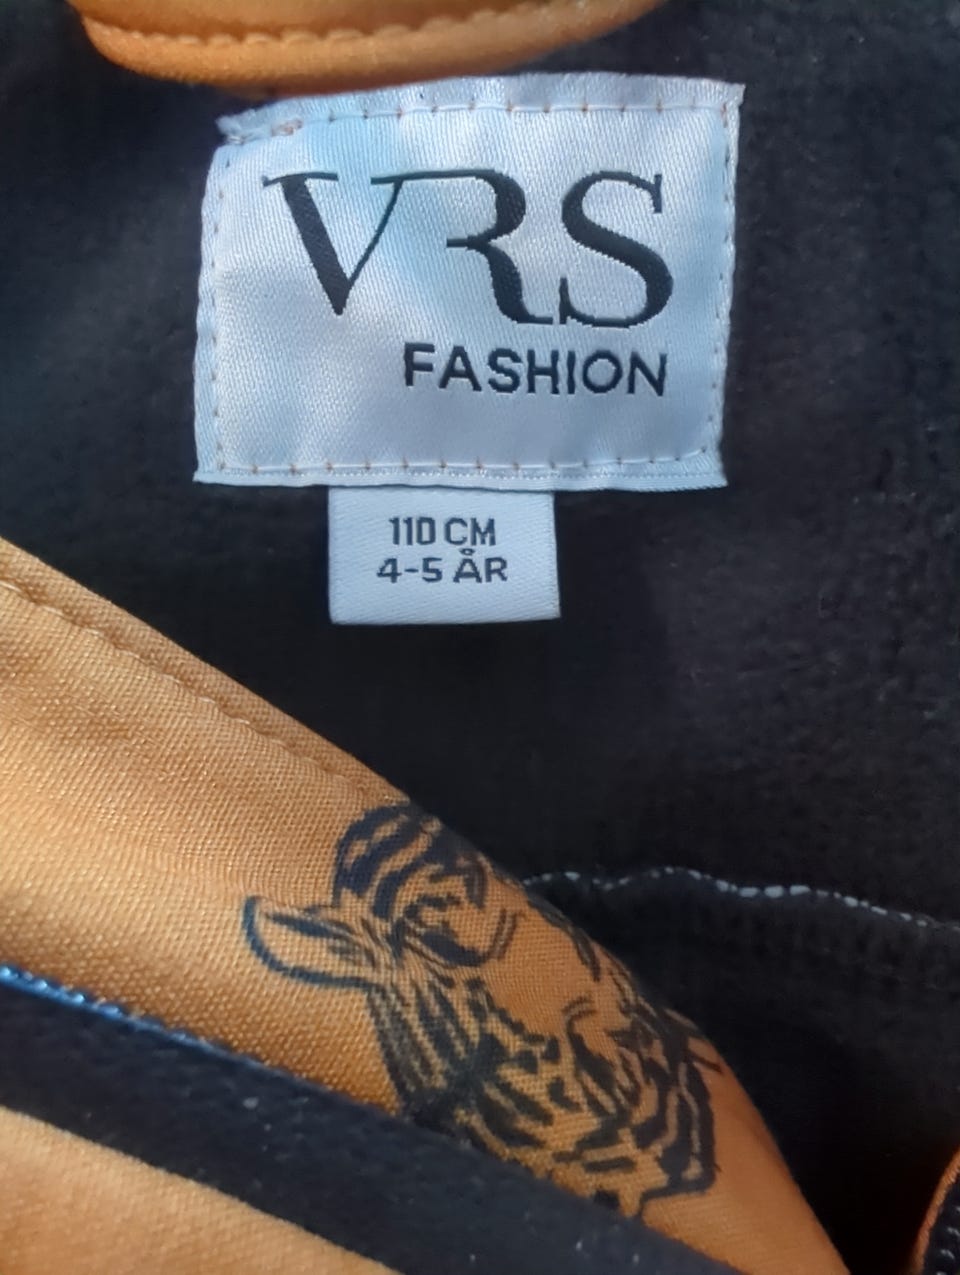 VRS
FASHION
110 CM
4-5 ÅR